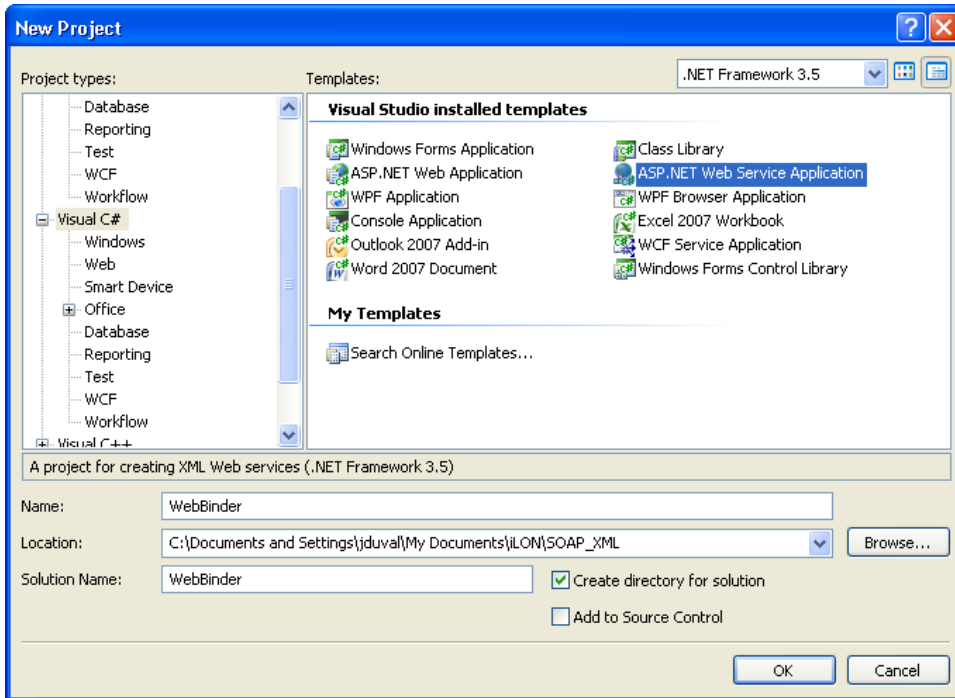 New Project
Project types:
Templates:
.NET Framework 3.5
Database
Reporting
Test
WCF
Workflow
Visual C#
Windows
Web
Smart Device
Office
Database
Reporting
Test
WCF
Workflow
Visual C++
Visual Studio installed templates
Windows Forms Application
Class Library
ASP.NET Web Application
ASP.NET Web Service Application
WPF Application
WPF Browser Application
Console Application
Excel 2007 Workbook
Outlook 2007 Add-in
WCF Service Application
Word 2007 Document
Windows Forms Control Library
My Templates
Search Online Templates...
A project for creating XML Web services (.NET Framework 3.5)
Name:
WebBinder
Location:
C:\Documents and Settings\jduval\My Documents\iLON\SOAP_XML
Browse...
Solution Name:
WebBinder
Create directory for solution
Add to Source Control
OK
Cancel